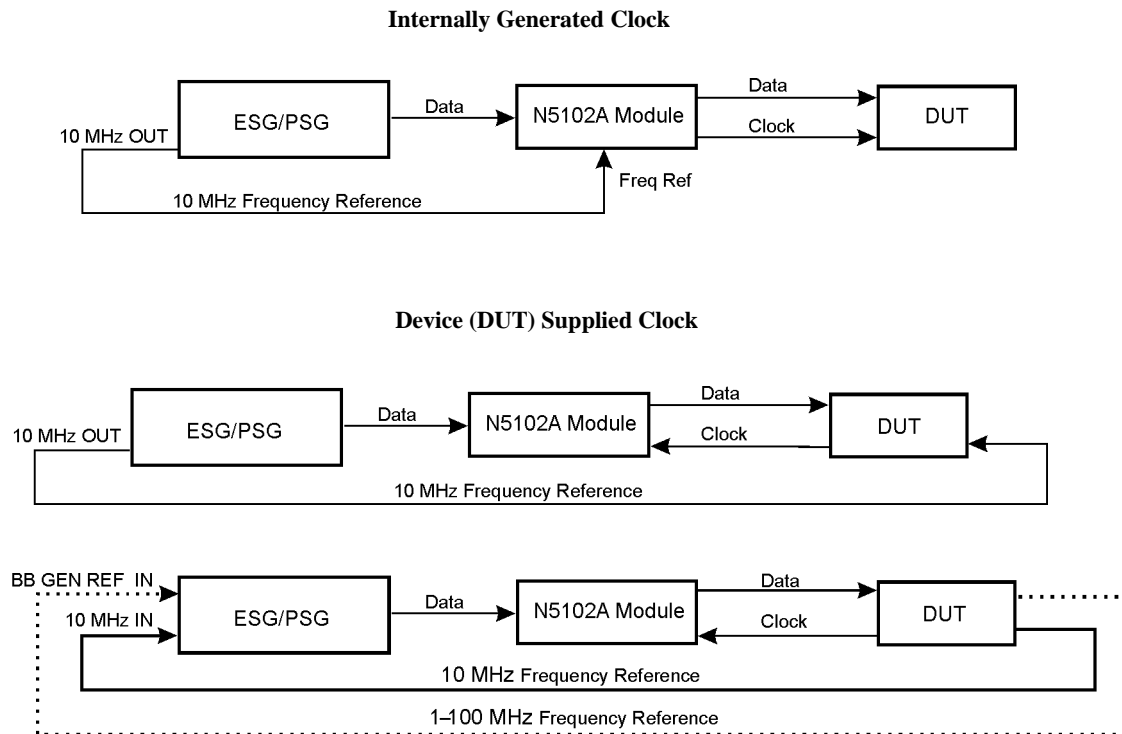 Internally Generated Clock
ESG/PSG
Data
N5102A Module
Data
Clock
DUT
10 MHz OUT
Freq Ref
10 MHz Frequency Reference
Device (DUT) Supplied Clock
ESG/PSG
Data
N5102A Module
Data
Clock
DUT
10 MHz OUT
10 MHz Frequency Reference
BB GEN REF IN
10 MHz IN
ESG/PSG
Data
N5102A Module
Data
Clock
DUT
10 MHz Frequency Reference
1–100 MHz Frequency Reference